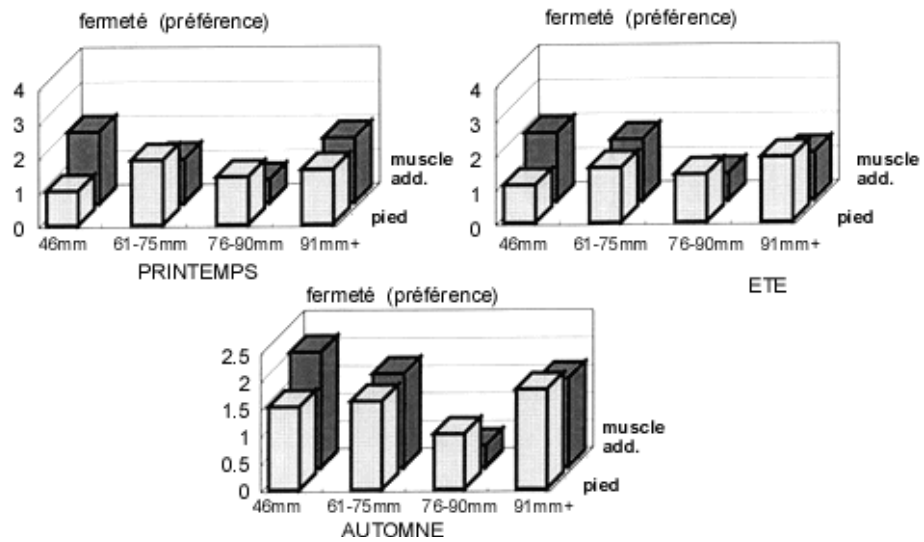 fermeté (préférence)
4
3
2
1
0
muscle
add.
pied
46mm 61-75mm 76-90mm 91mm+
PRINTEMPS
fermeté (préférence)
4
3
2
1
0
muscle
add.
pied
46mm 61-75mm 76-90mm 91mm+
ETE
fermeté (préférence)
2.5
2
1.5
1
0.5
0
muscle
add.
pied
46mm 61-75mm 76-90mm 91mm+
AUTOMNE